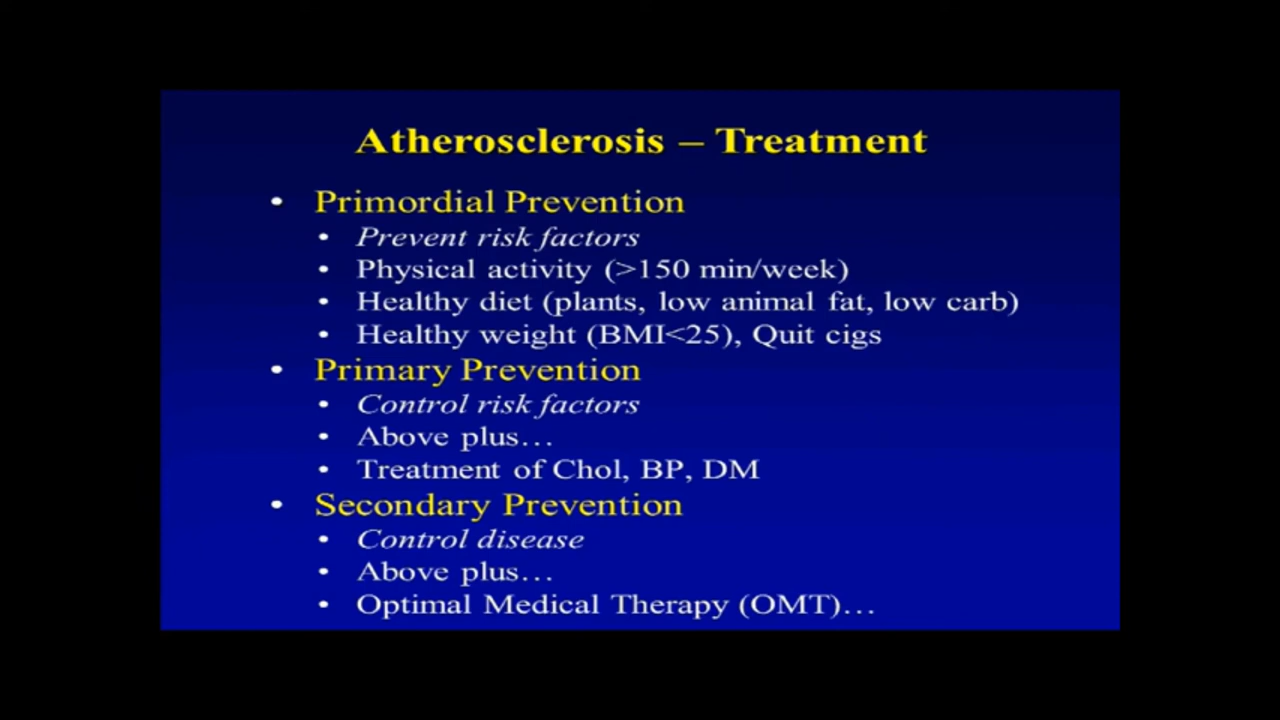 Atherosclerosis – Treatment
• Primordial Prevention
• Prevent risk factors
• Physical activity (>150 min/week)
• Healthy diet (plants, low animal fat, low carb)
• Healthy weight (BMI<25), Quit cigs
• Primary Prevention
• Control risk factors
• Above plus…
• Treatment of Chol, BP, DM
• Secondary Prevention
• Control disease
• Above plus…
• Optimal Medical Therapy (OMT)…